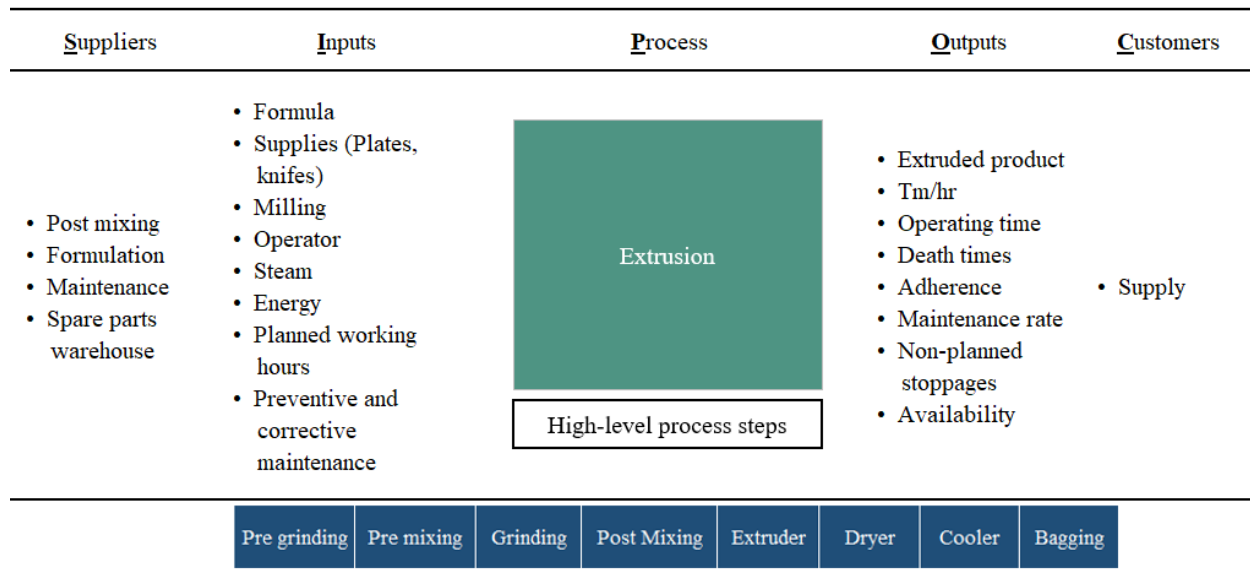 Suppliers
Inputs
Process
Outputs
Customers
• Post mixing
• Formulation
• Maintenance
• Spare parts
warehouse
• Formula
• Supplies (Plates,
knifes)
• Milling
• Operator
• Steam
• Energy
• Planned working
hours
• Preventive and
corrective
maintenance
Extrusion
High-level process steps
• Extruded product
• Tm/hr
• Operating time
• Death times
• Adherence
• Maintenance rate
• Non-planned
stoppages
• Availability
• Supply
Pre grinding
Pre mixing
Grinding
Post Mixing
Extruder
Dryer
Cooler
Bagging